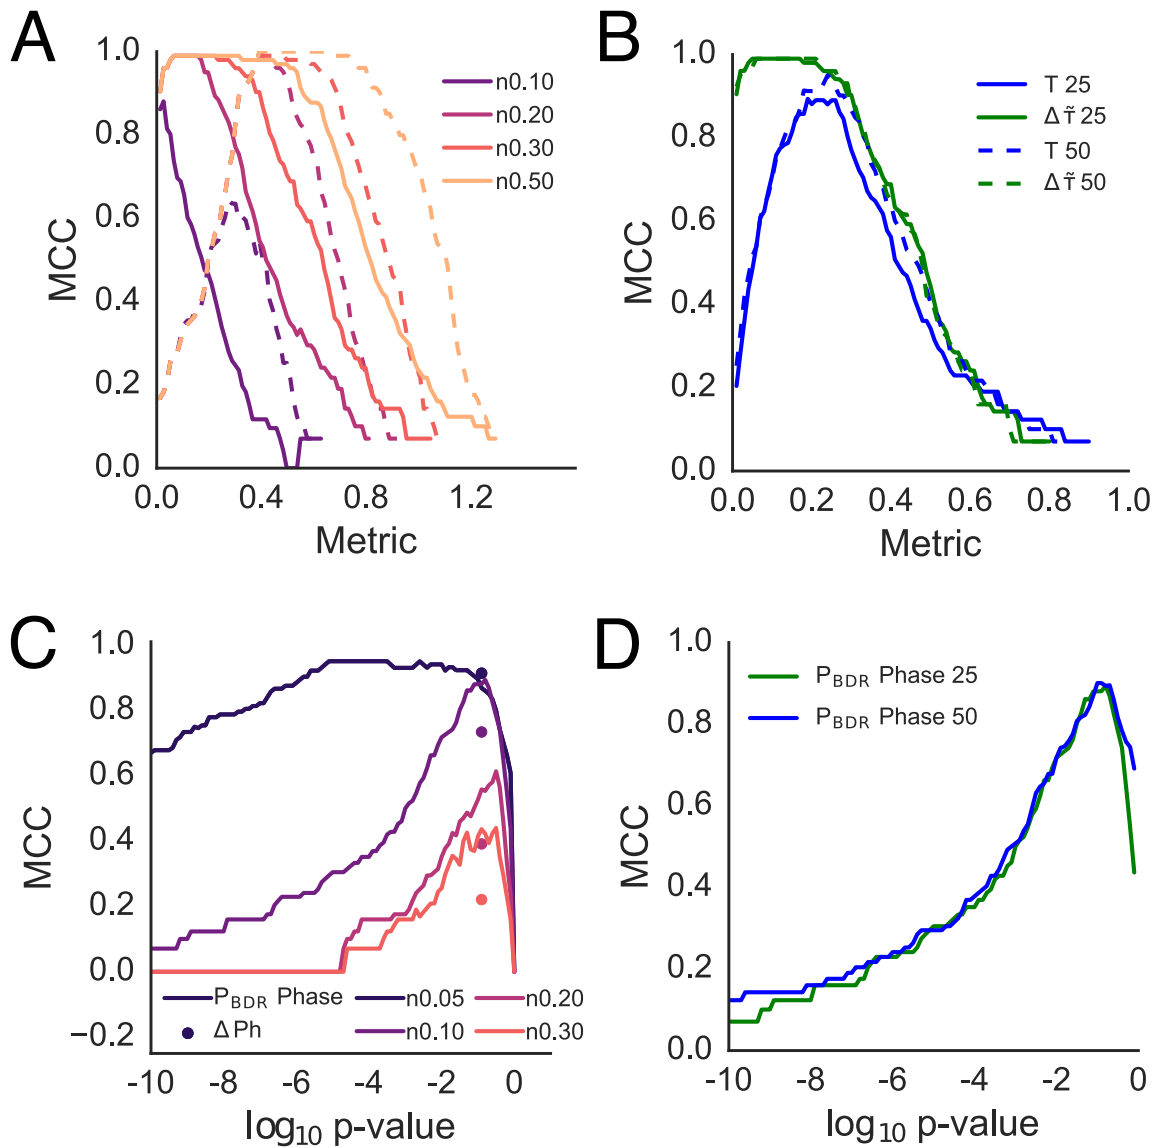 A
MCC
1.0
0.8
0.6
0.4
0.2
0.0
0.0 0.4 0.8 1.2
Metric
n0.10
n0.20
n0.30
n0.50
B
MCC
1.0
0.8
0.6
0.4
0.2
0.0
0.0 0.2 0.4 0.6 0.8 1.0
Metric
T 25
Δ τ̃ 25
T 50
Δ τ̃ 50
C
MCC
1.0
0.8
0.6
0.4
0.2
0.0
−0.2
-10 -8 -6 -4 -2 0
log10 p-value
PBDR Phase n0.05 n0.20
Δ Ph n0.10 n0.30
D
MCC
1.0
0.8
0.6
0.4
0.2
0.0
-10 -8 -6 -4 -2 0
log10 p-value
PBDR Phase 25
PBDR Phase 50